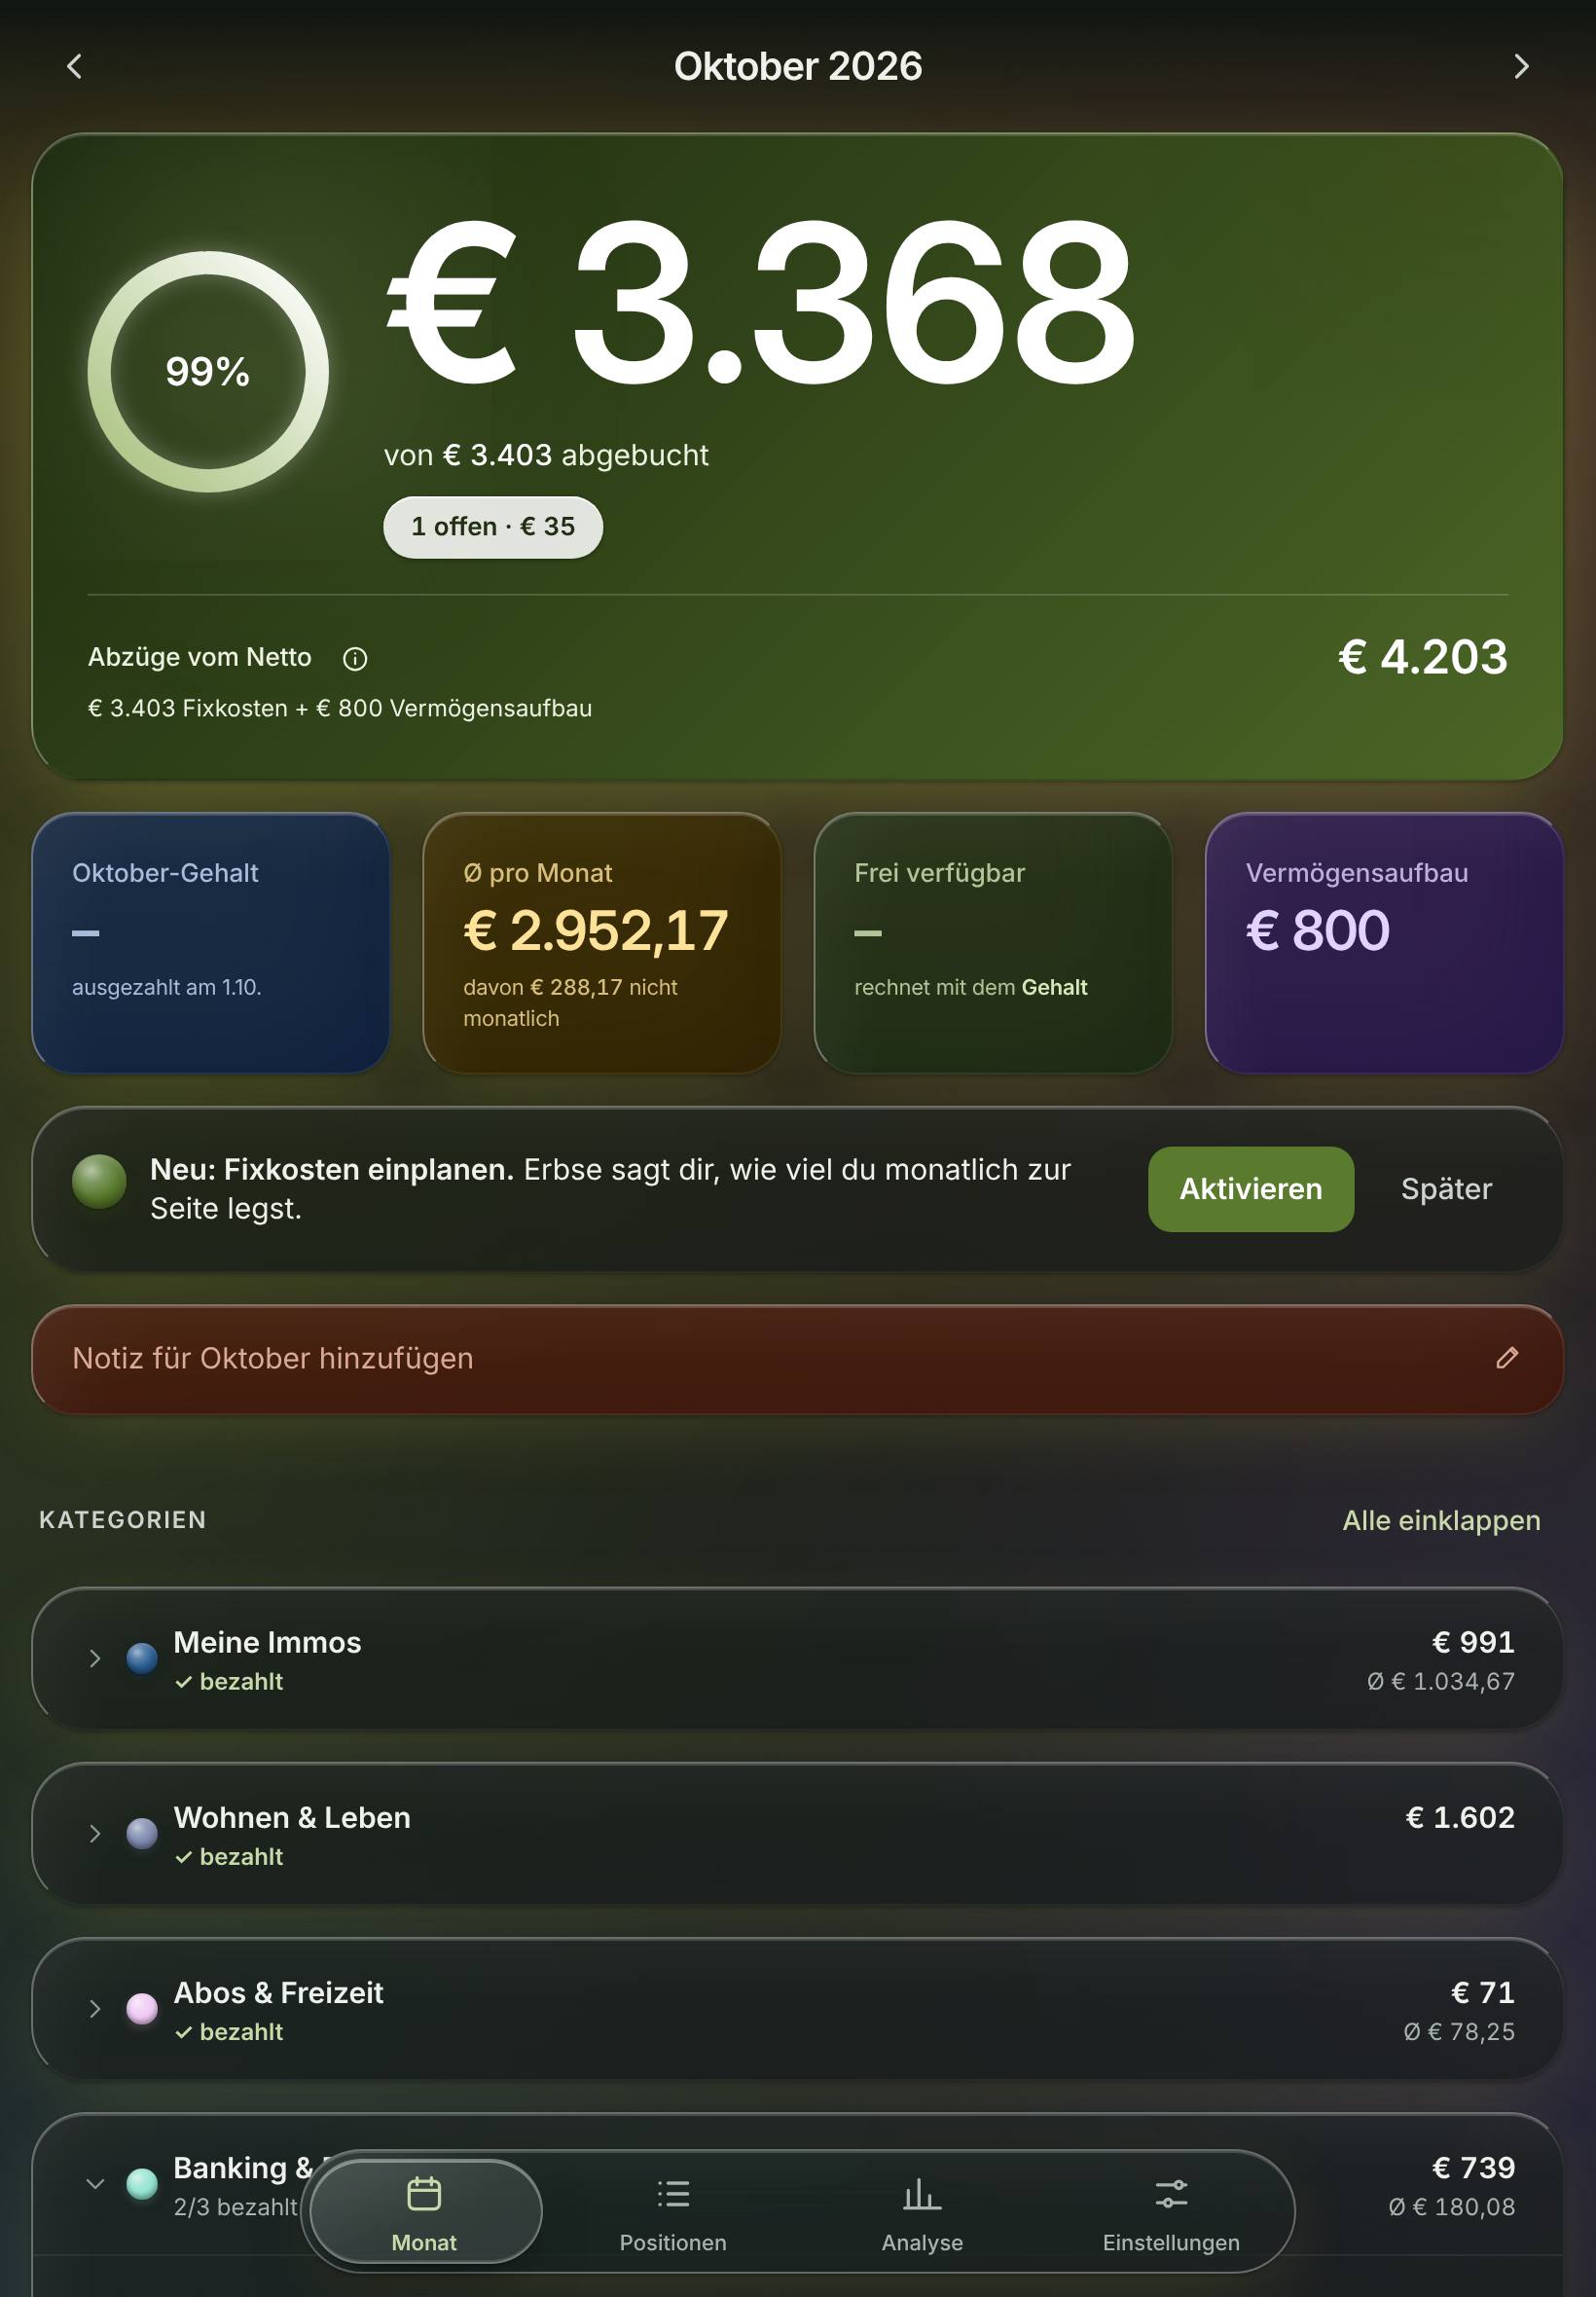 Oktober 2026
99%
€ 3.368
von € 3.403 abgebucht
1 offen · € 35
Abzüge vom Netto
€ 4.203
€ 3.403 Fixkosten + € 800 Vermögensaufbau
Oktober-Gehalt
–
ausgezahlt am 1.10.
Ø pro Monat
€ 2.952,17
davon € 288,17 nicht
monatlich
Frei verfügbar
–
rechnet mit dem Gehalt
Vermögensaufbau
€ 800
Neu: Fixkosten einplanen. Erbse sagt dir, wie viel du monatlich zur
Seite legst.
Aktivieren
Später
Notiz für Oktober hinzufügen
KATEGORIEN
Alle einklappen
Meine Immos
€ 991
✓ bezahlt
Ø € 1.034,67
Wohnen & Leben
€ 1.602
✓ bezahlt
Abos & Freizeit
€ 71
✓ bezahlt
Ø € 78,25
Banking &
€ 739
2/3 bezahlt
Ø € 180,08
Monat
Positionen
Analyse
Einstellungen